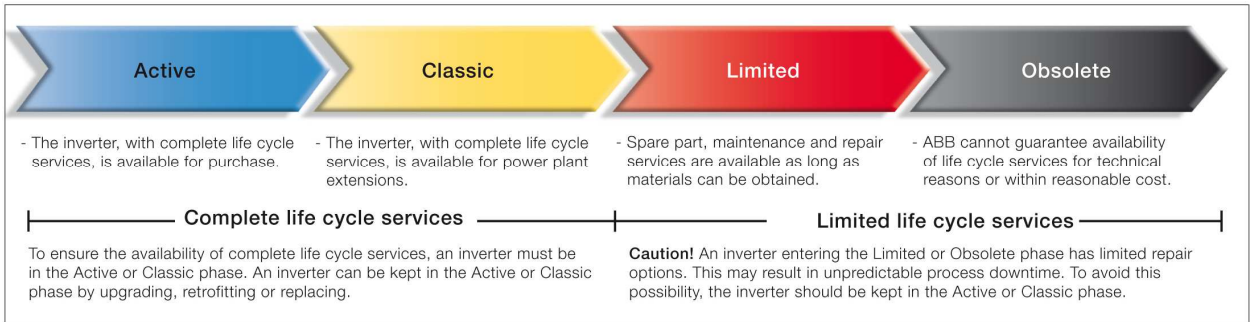 Active
Classic
Limited
Obsolete
- The inverter, with complete life cycle
services, is available for purchase.
- The inverter, with complete life cycle
services, is available for power plant
extensions.
- Spare part, maintenance and repair
services are available as long as
materials can be obtained.
- ABB cannot guarantee availability
of life cycle services for technical
reasons or within reasonable cost.
Complete life cycle services
Limited life cycle services
To ensure the availability of complete life cycle services, an inverter must be
in the Active or Classic phase. An inverter can be kept in the Active or Classic
phase by upgrading, retrofitting or replacing.
Caution! An inverter entering the Limited or Obsolete phase has limited repair
options. This may result in unpredictable process downtime. To avoid this
possibility, the inverter should be kept in the Active or Classic phase.